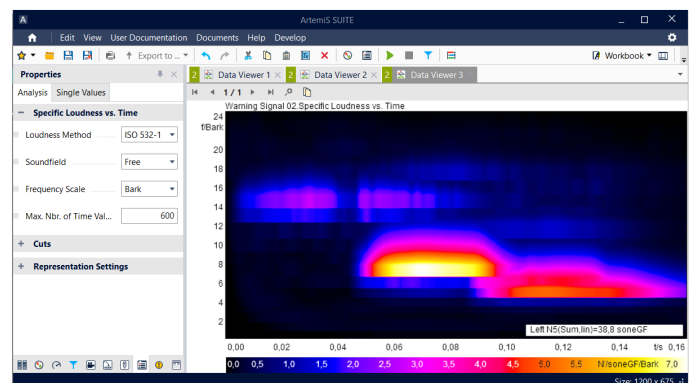 ArtemiS SUITE
Edit View User Documentation Documents Help Develop
Export to ...
Workbook
Properties
2 Data Viewer 1 2 Data Viewer 2 2 Data Viewer 3
Analysis Single Values
1 / 1
Specific Loudness vs. Time
Loudness Method ISO 532-1
Soundfield Free
Frequency Scale Bark
Max. Nbr. of Time Val... 600
Cuts
Representation Settings
Warning Signal 02.Specific Loudness vs. Time
24
f/Bark
20
18
16
14
12
10
8
6
4
2
Left N5(Sum,lin)=38,8 soneGF
0,00 0,02 0,04 0,06 0,08 0,10 0,12 0,14 t/s 0,16
0,0 0,5 1,0 1,5 2,0 2,5 3,0 3,5 4,0 4,5 5.0 5.5 N'/soneGF/Bark 7,0
Size: 1200 x 675